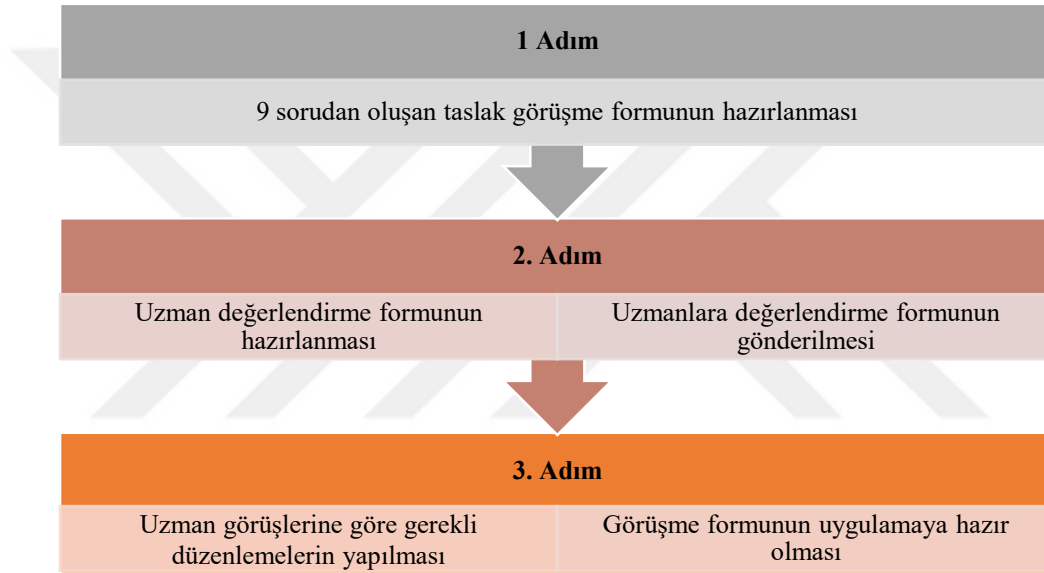 1 Adım
9 sorudan oluşan taslak görüşme formunun hazırlanması
2. Adım
Uzman değerlendirme formunun
hazırlanması
Uzmanlara değerlendirme formunun
gönderilmesi
3. Adım
Uzman görüşlerine göre gerekli
düzenlemelerin yapılması
Görüşme formunun uygulamaya hazır
olması